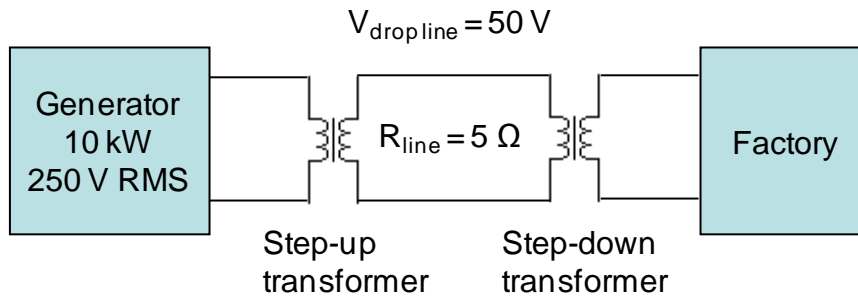 V_drop line = 50 V
Generator
10 kW
250 V RMS
R_line = 5 Ω
Factory
Step-up
transformer
Step-down
transformer